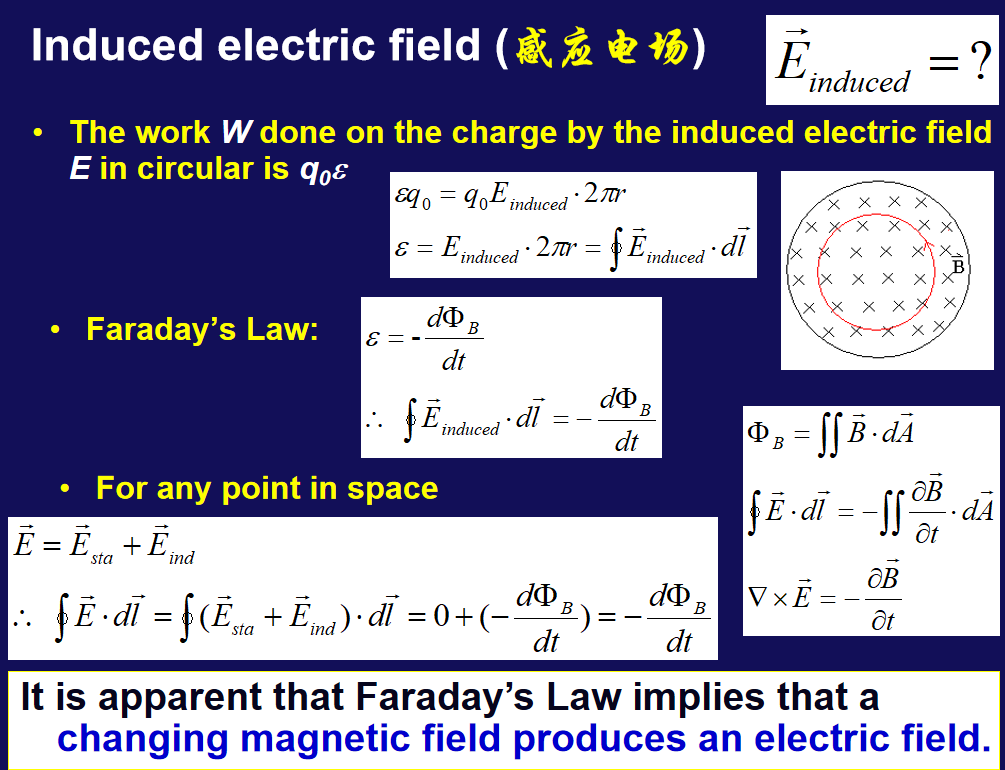 Induced electric field (感应电场)
$\vec{E}_{induced} = ?$
• The work W done on the charge by the induced electric field
E in circular is $q_0\varepsilon$
$\varepsilon q_0 = q_0 E_{induced} \cdot 2\pi r$
$\varepsilon = E_{induced} \cdot 2\pi r = \oint \vec{E}_{induced} \cdot d\vec{l}$
$\vec{B}$
• Faraday's Law:
$\varepsilon = -\frac{d\Phi_B}{dt}$
$\therefore \oint \vec{E}_{induced} \cdot d\vec{l} = -\frac{d\Phi_B}{dt}$
$\Phi_B = \iint \vec{B} \cdot d\vec{A}$
$\oint \vec{E} \cdot d\vec{l} = -\iint \frac{\partial \vec{B}}{\partial t} \cdot d\vec{A}$
$\nabla \times \vec{E} = -\frac{\partial \vec{B}}{\partial t}$
• For any point in space
$\vec{E} = \vec{E}_{sta} + \vec{E}_{ind}$
$\therefore \oint \vec{E} \cdot d\vec{l} = \oint (\vec{E}_{sta} + \vec{E}_{ind}) \cdot d\vec{l} = 0 + (-\frac{d\Phi_B}{dt}) = -\frac{d\Phi_B}{dt}$
It is apparent that Faraday's Law implies that a
changing magnetic field produces an electric field.